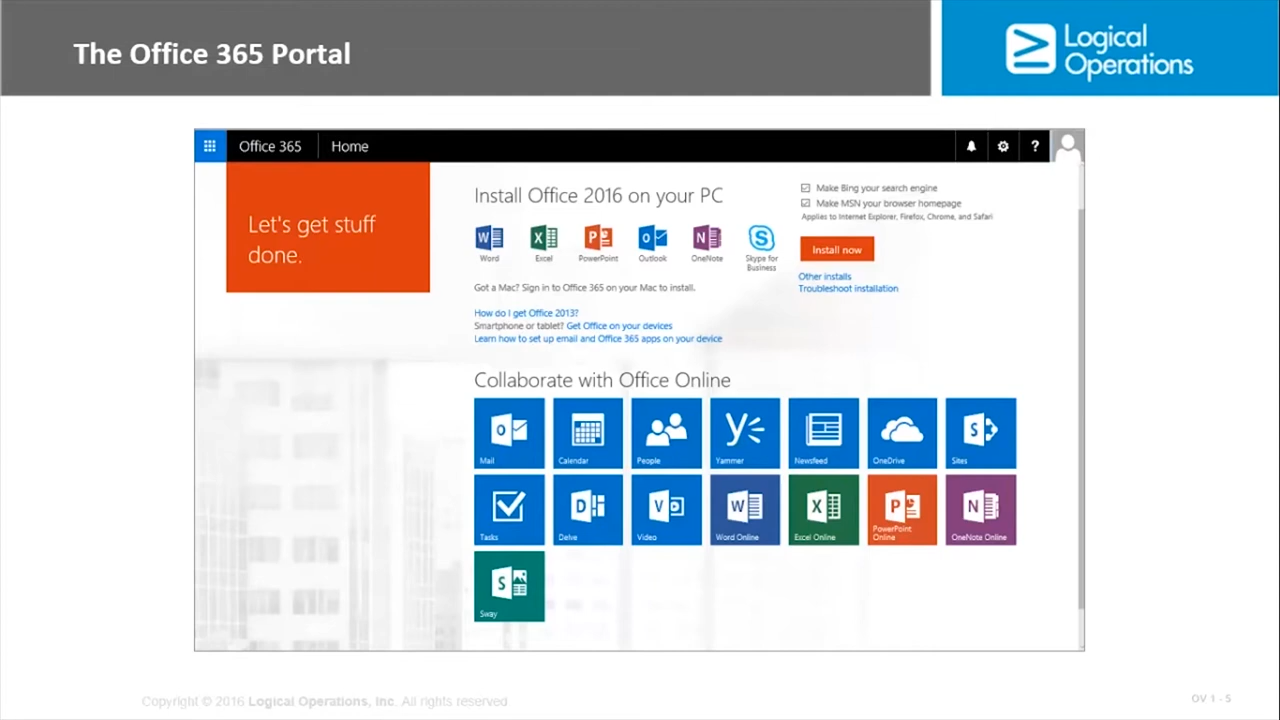 The Office 365 Portal
Logical
Operations
Office 365
Home
?
Let's get stuff
done.
Install Office 2016 on your PC
Word
Excel
PowerPoint
Outlook
OneNote
Skype for
Business
Got a Mac? Sign in to Office 365 on your Mac to install.
How do I get Office 2013?
Smartphone or tablet? Get Office on your devices
Learn how to set up email and Office 365 apps on your device
Make Bing your search engine
Make MSN your browser homepage
Applies to Internet Explorer, Firefox, Chrome, and Safari
Install now
Other installs
Troubleshoot installation
Collaborate with Office Online
Mail
Calendar
People
Yammer
Newsfeed
OneDrive
Sites
Tasks
Delve
Video
Word Online
Excel Online
PowerPoint
Online
OneNote Online
Sway
Copyright © 2016 Logical Operations, Inc. All rights reserved.
OV 1 - 5